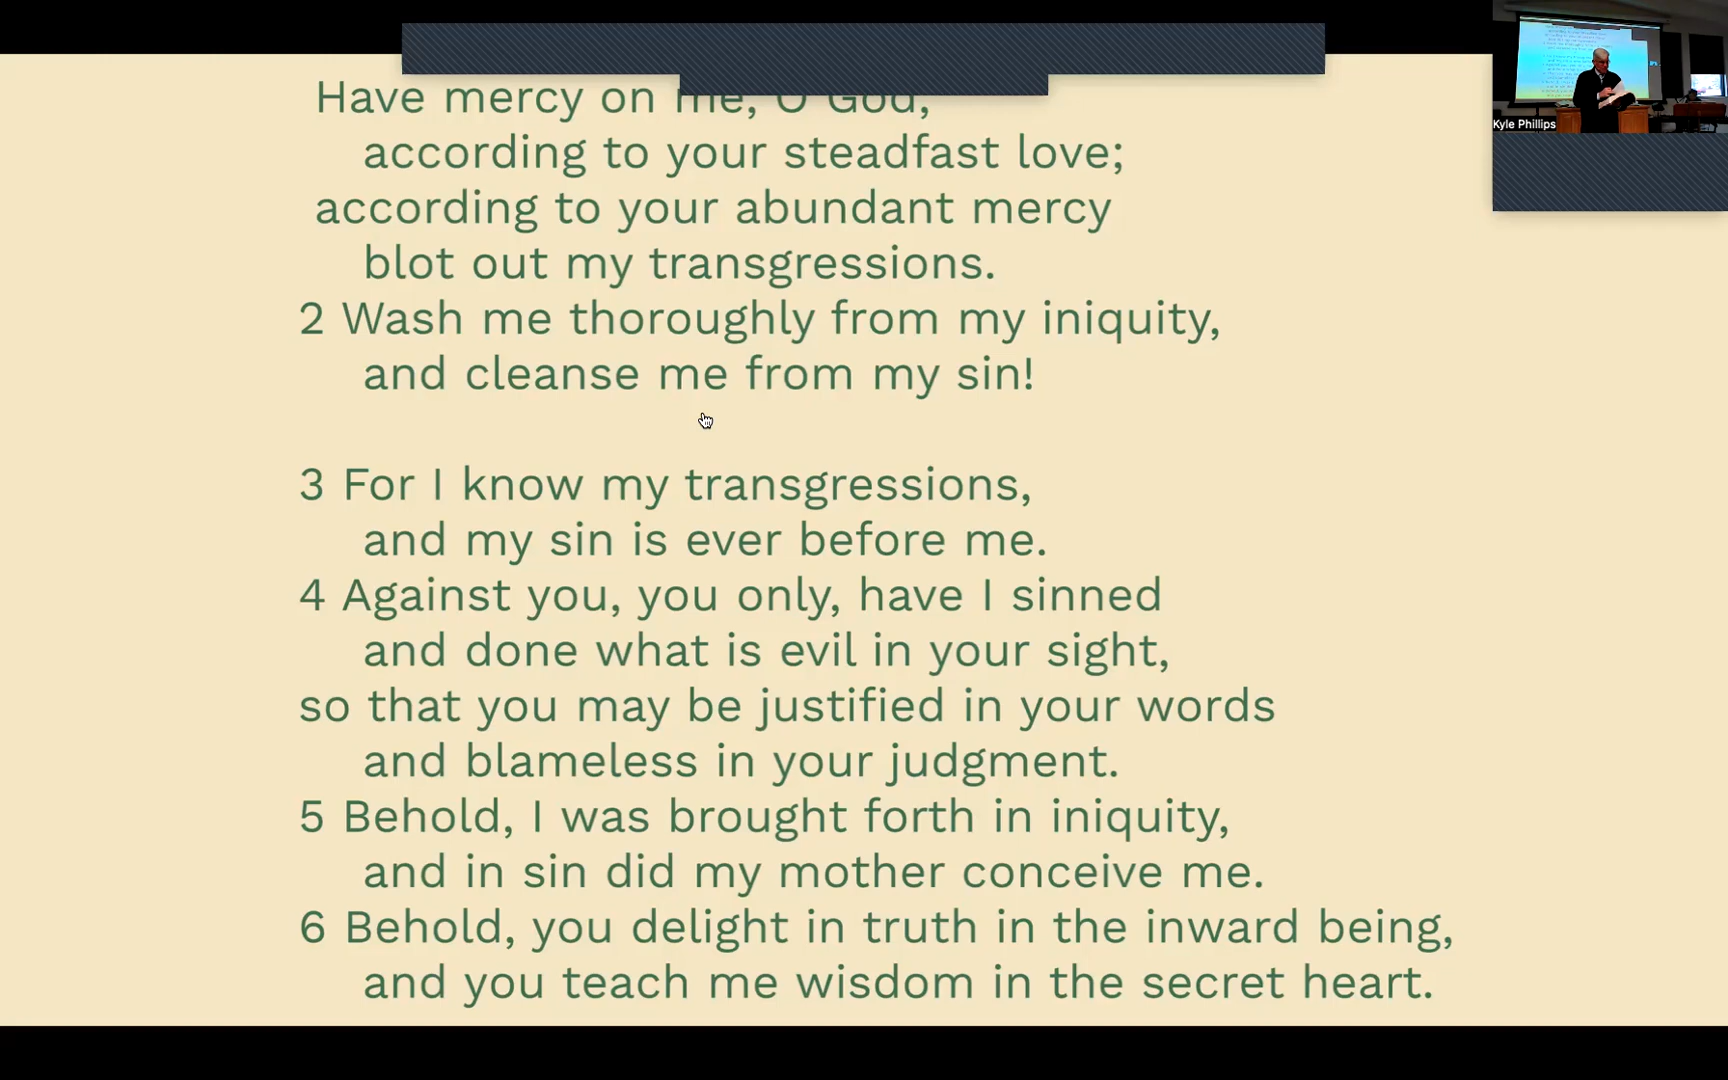 Have mercy on me, O God,
according to your steadfast love;
according to your abundant mercy
blot out my transgressions.
2 Wash me thoroughly from my iniquity,
and cleanse me from my sin!
3 For I know my transgressions,
and my sin is ever before me.
4 Against you, you only, have I sinned
and done what is evil in your sight,
so that you may be justified in your words
and blameless in your judgment.
5 Behold, I was brought forth in iniquity,
and in sin did my mother conceive me.
6 Behold, you delight in truth in the inward being,
and you teach me wisdom in the secret heart.
Kyle Phillips